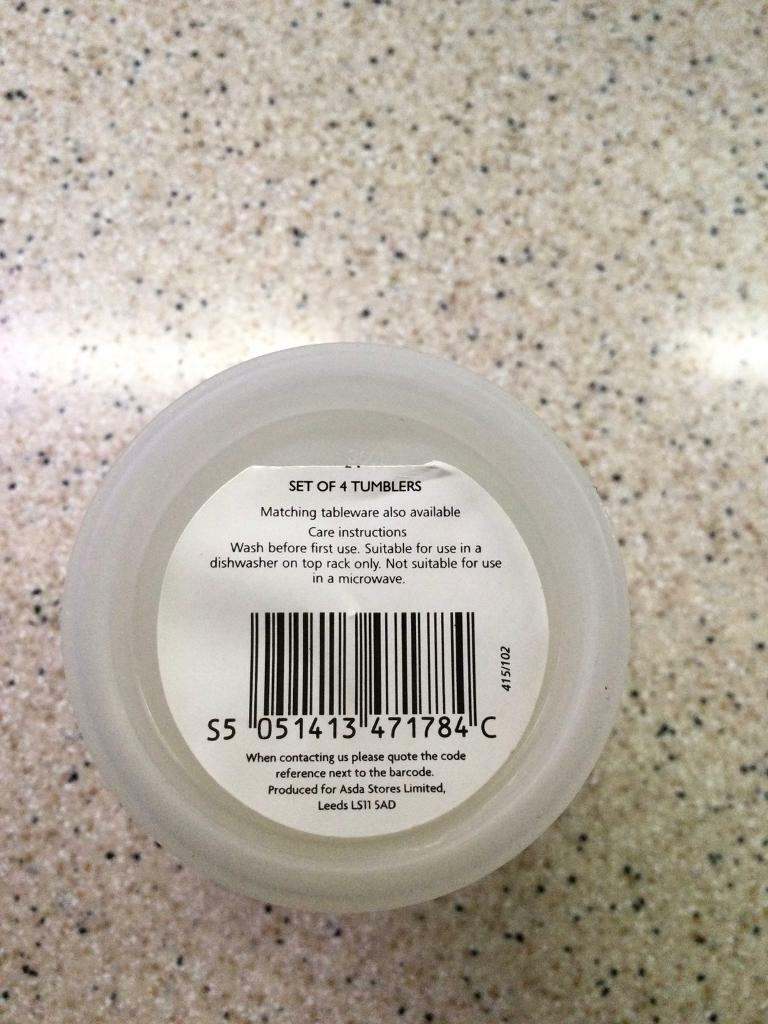 SET OF 4 TUMBLERS
Matching tableware also available
Care instructions
Wash before first use. Suitable for use in a
dishwasher on top rack only. Not suitable for use
in a microwave.
415/102
S5 051413 471784 C
When contacting us please quote the code
reference next to the barcode.
Produced for Asda Stores Limited,
Leeds LS11 5AD